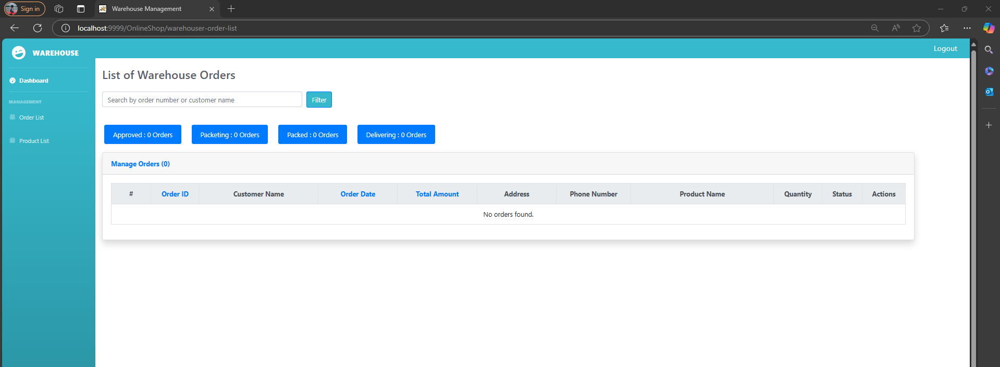 Sign in
Warehouse Management
localhost:9999/OnlineShop/warehouser-order-list
WAREHOUSE
Logout
Dashboard
MANAGEMENT
Order List
Product List
List of Warehouse Orders
Search by order number or customer name
Filter
Approved : 0 Orders
Packeting : 0 Orders
Packed : 0 Orders
Delivering : 0 Orders
Manage Orders (0)
# Order ID Customer Name Order Date Total Amount Address Phone Number Product Name Quantity Status Actions
No orders found.